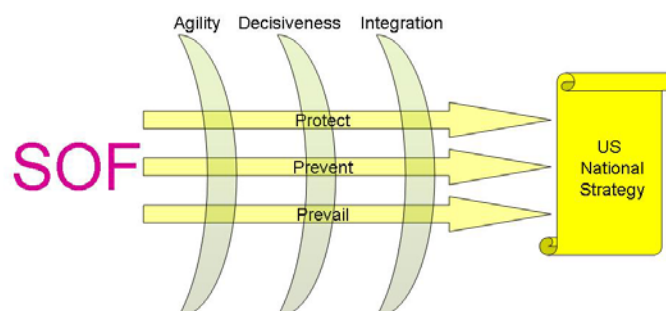 Agility Decisiveness Integration
Protect
SOF
Prevent
Prevail
US
National
Strategy